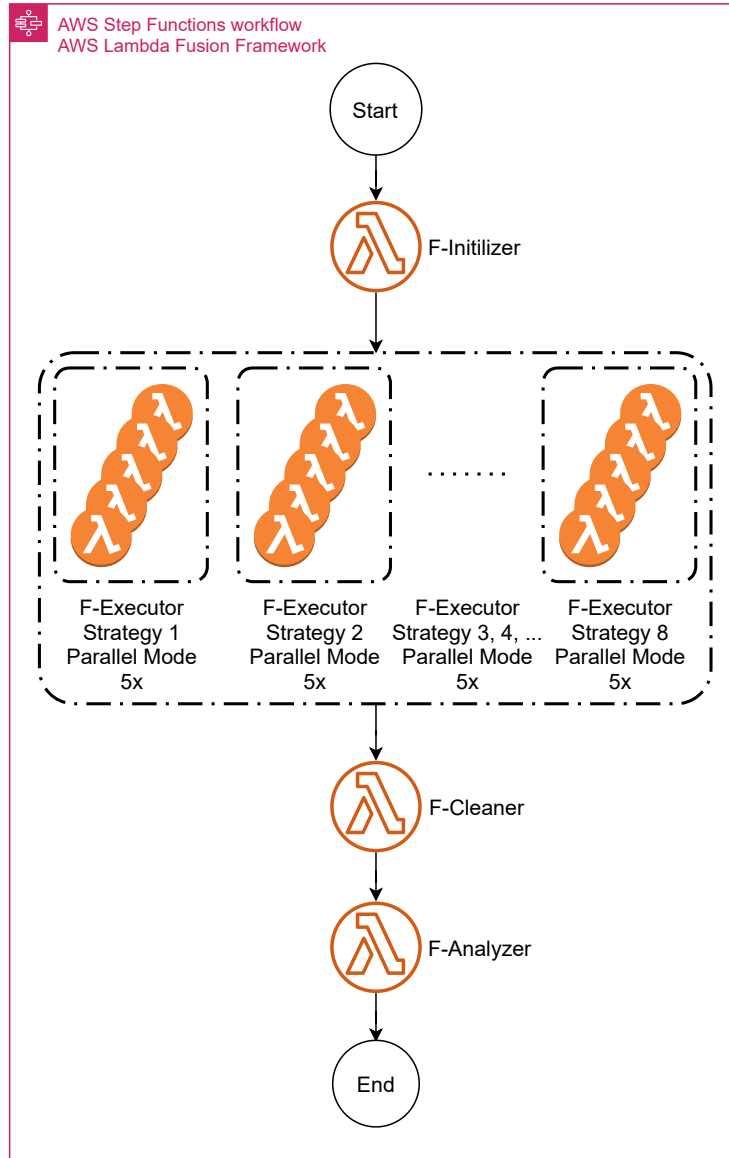 AWS Step Functions workflow
AWS Lambda Fusion Framework
Start
F-Initilizer
.......
F-Executor
Strategy 1
Parallel Mode
5x
F-Executor
Strategy 2
Parallel Mode
5x
F-Executor
Strategy 3, 4, ...
Parallel Mode
5x
F-Executor
Strategy 8
Parallel Mode
5x
F-Cleaner
F-Analyzer
End